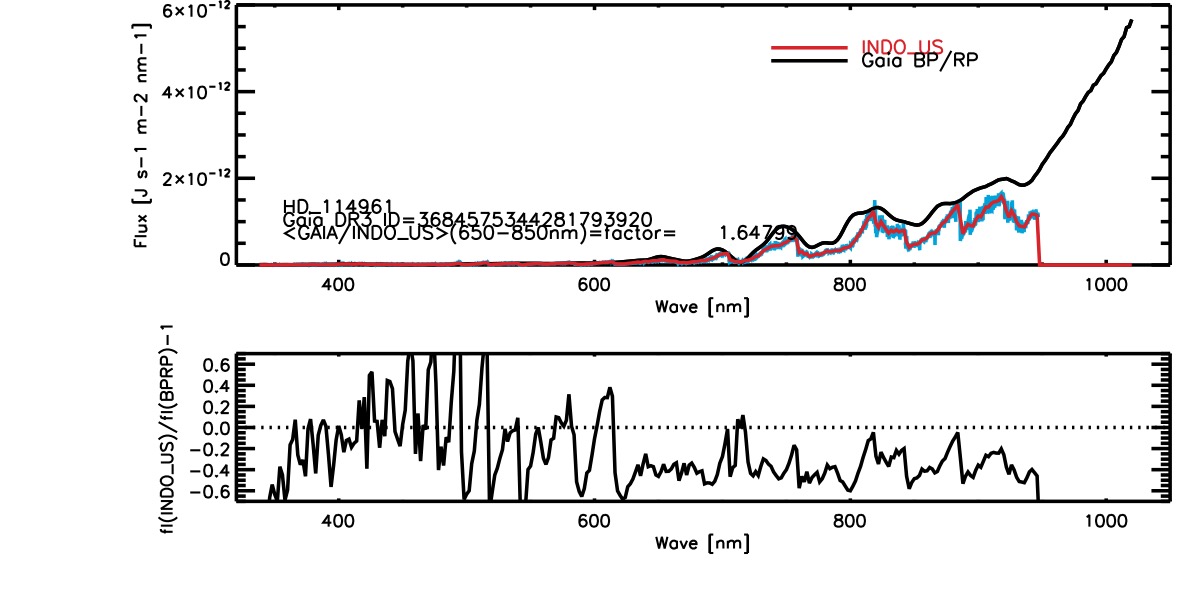 6×10−12
INDO_US
Gaia BP/RP
4×10−12
Flux [J s−1 m−2 nm−1]
2×10−12
HD_114961
Gaia DR3 ID=3684575344281793920
<GAIA/INDO_US>(650−850nm)=factor= 1.64799
0
400 600 800 1000
Wave [nm]
fl(INDO_US)/fl(BPRP)−1
0.6
0.4
0.2
0.0
−0.2
−0.4
−0.6
400 600 800 1000
Wave [nm]